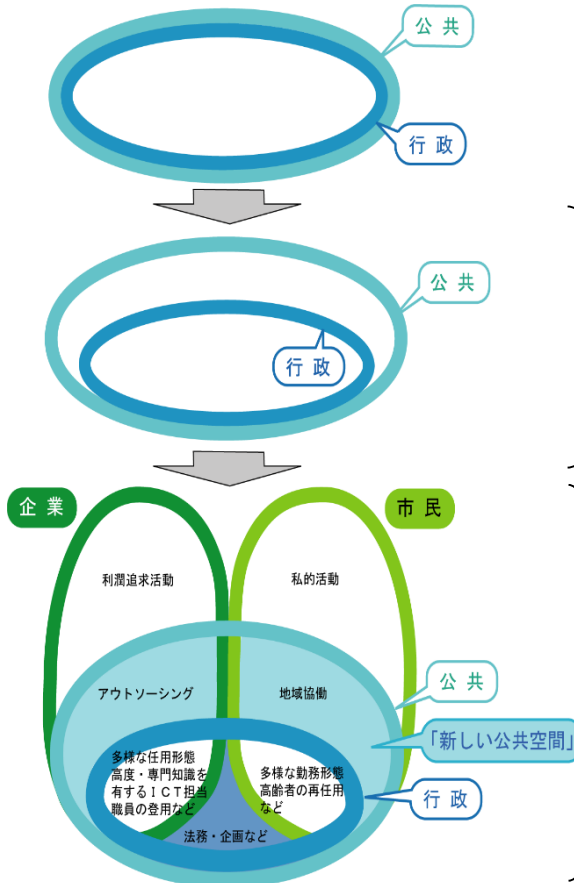 公共
行政
公共
行政
企業
市民
利潤追求活動
私的活動
公共
アウトソーシング
地域協働
「新しい公共空間」
多様な任用形態
高度・専門知識を
有するＩＣＴ担当
職員の登用など
多様な勤務形態
高齢者の再任用
など
行政
法務・企画など